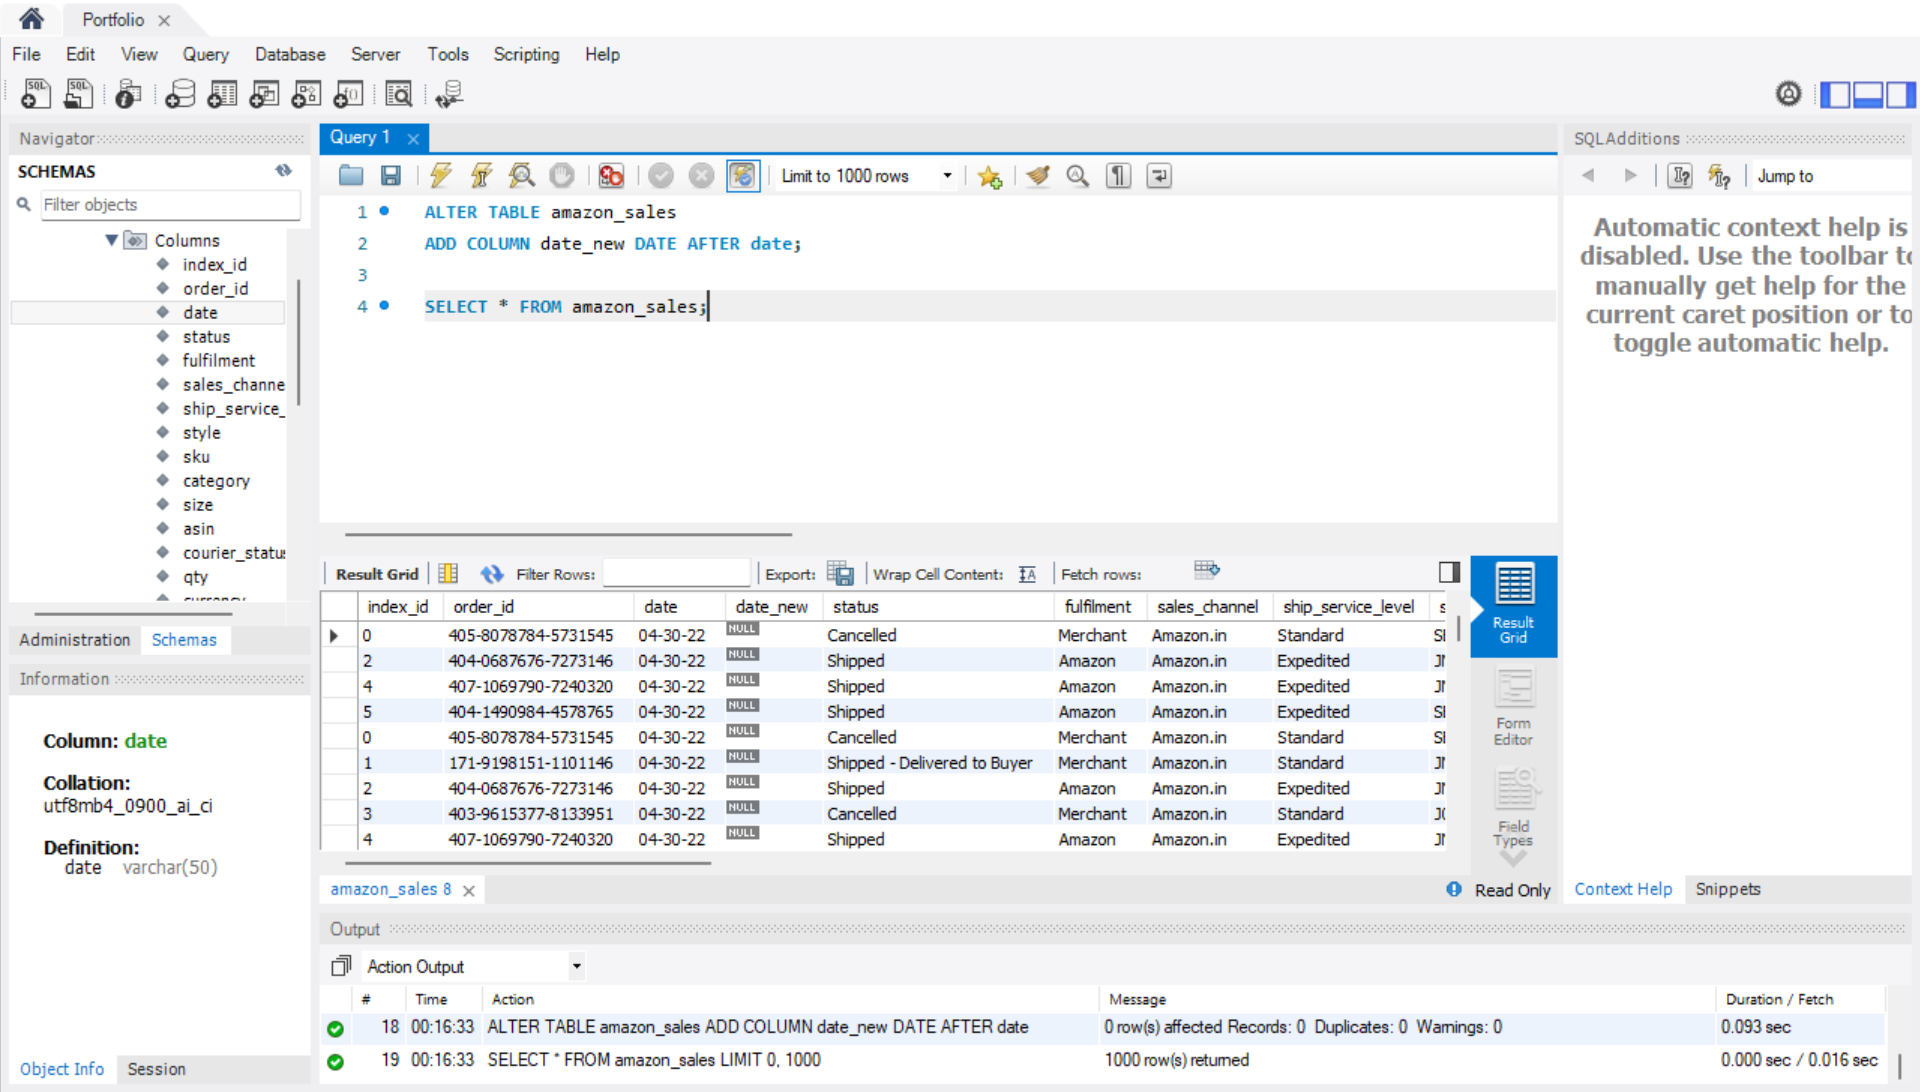 Portfolio
File Edit View Query Database Server Tools Scripting Help
Navigator
SCHEMAS
Filter objects
Columns
index_id
order_id
date
status
fulfilment
sales_channe
ship_service_
style
sku
category
size
asin
courier_statu
qty
Administration Schemas
Information
Column: date
Collation:
utf8mb4_0900_ai_ci
Definition:
date varchar(50)
Object Info Session
Query 1
Limit to 1000 rows
1 ALTER TABLE amazon_sales
2 ADD COLUMN date_new DATE AFTER date;
3
4 SELECT * FROM amazon_sales;
Result Grid Filter Rows: Export: Wrap Cell Content: Fetch rows:
index_id order_id date date_new status fulfilment sales_channel ship_service_level s
0 405-8078784-5731545 04-30-22 NULL Cancelled Merchant Amazon.in Standard
2 404-0687676-7273146 04-30-22 NULL Shipped Amazon Amazon.in Expedited
4 407-1069790-7240320 04-30-22 NULL Shipped Amazon Amazon.in Expedited
5 404-1490984-4578765 04-30-22 NULL Shipped Amazon Amazon.in Expedited
0 405-8078784-5731545 04-30-22 NULL Cancelled Merchant Amazon.in Standard
1 171-9198151-1101146 04-30-22 NULL Shipped - Delivered to Buyer Merchant Amazon.in Standard
2 404-0687676-7273146 04-30-22 NULL Shipped Amazon Amazon.in Expedited
3 403-9615377-8133951 04-30-22 NULL Cancelled Merchant Amazon.in Standard
4 407-1069790-7240320 04-30-22 NULL Shipped Amazon Amazon.in Expedited
Result
Grid
Form
Editor
Field
Types
amazon_sales 8
Read Only
Output
Action Output
# Time Action Message Duration / Fetch
18 00:16:33 ALTER TABLE amazon_sales ADD COLUMN date_new DATE AFTER date 0 row(s) affected Records: 0 Duplicates: 0 Warnings: 0 0.093 sec
19 00:16:33 SELECT * FROM amazon_sales LIMIT 0, 1000 1000 row(s) returned 0.000 sec / 0.016 sec
SQLAdditions
Jump to
Automatic context help is
disabled. Use the toolbar to
manually get help for the
current caret position or to
toggle automatic help.
Context Help Snippets